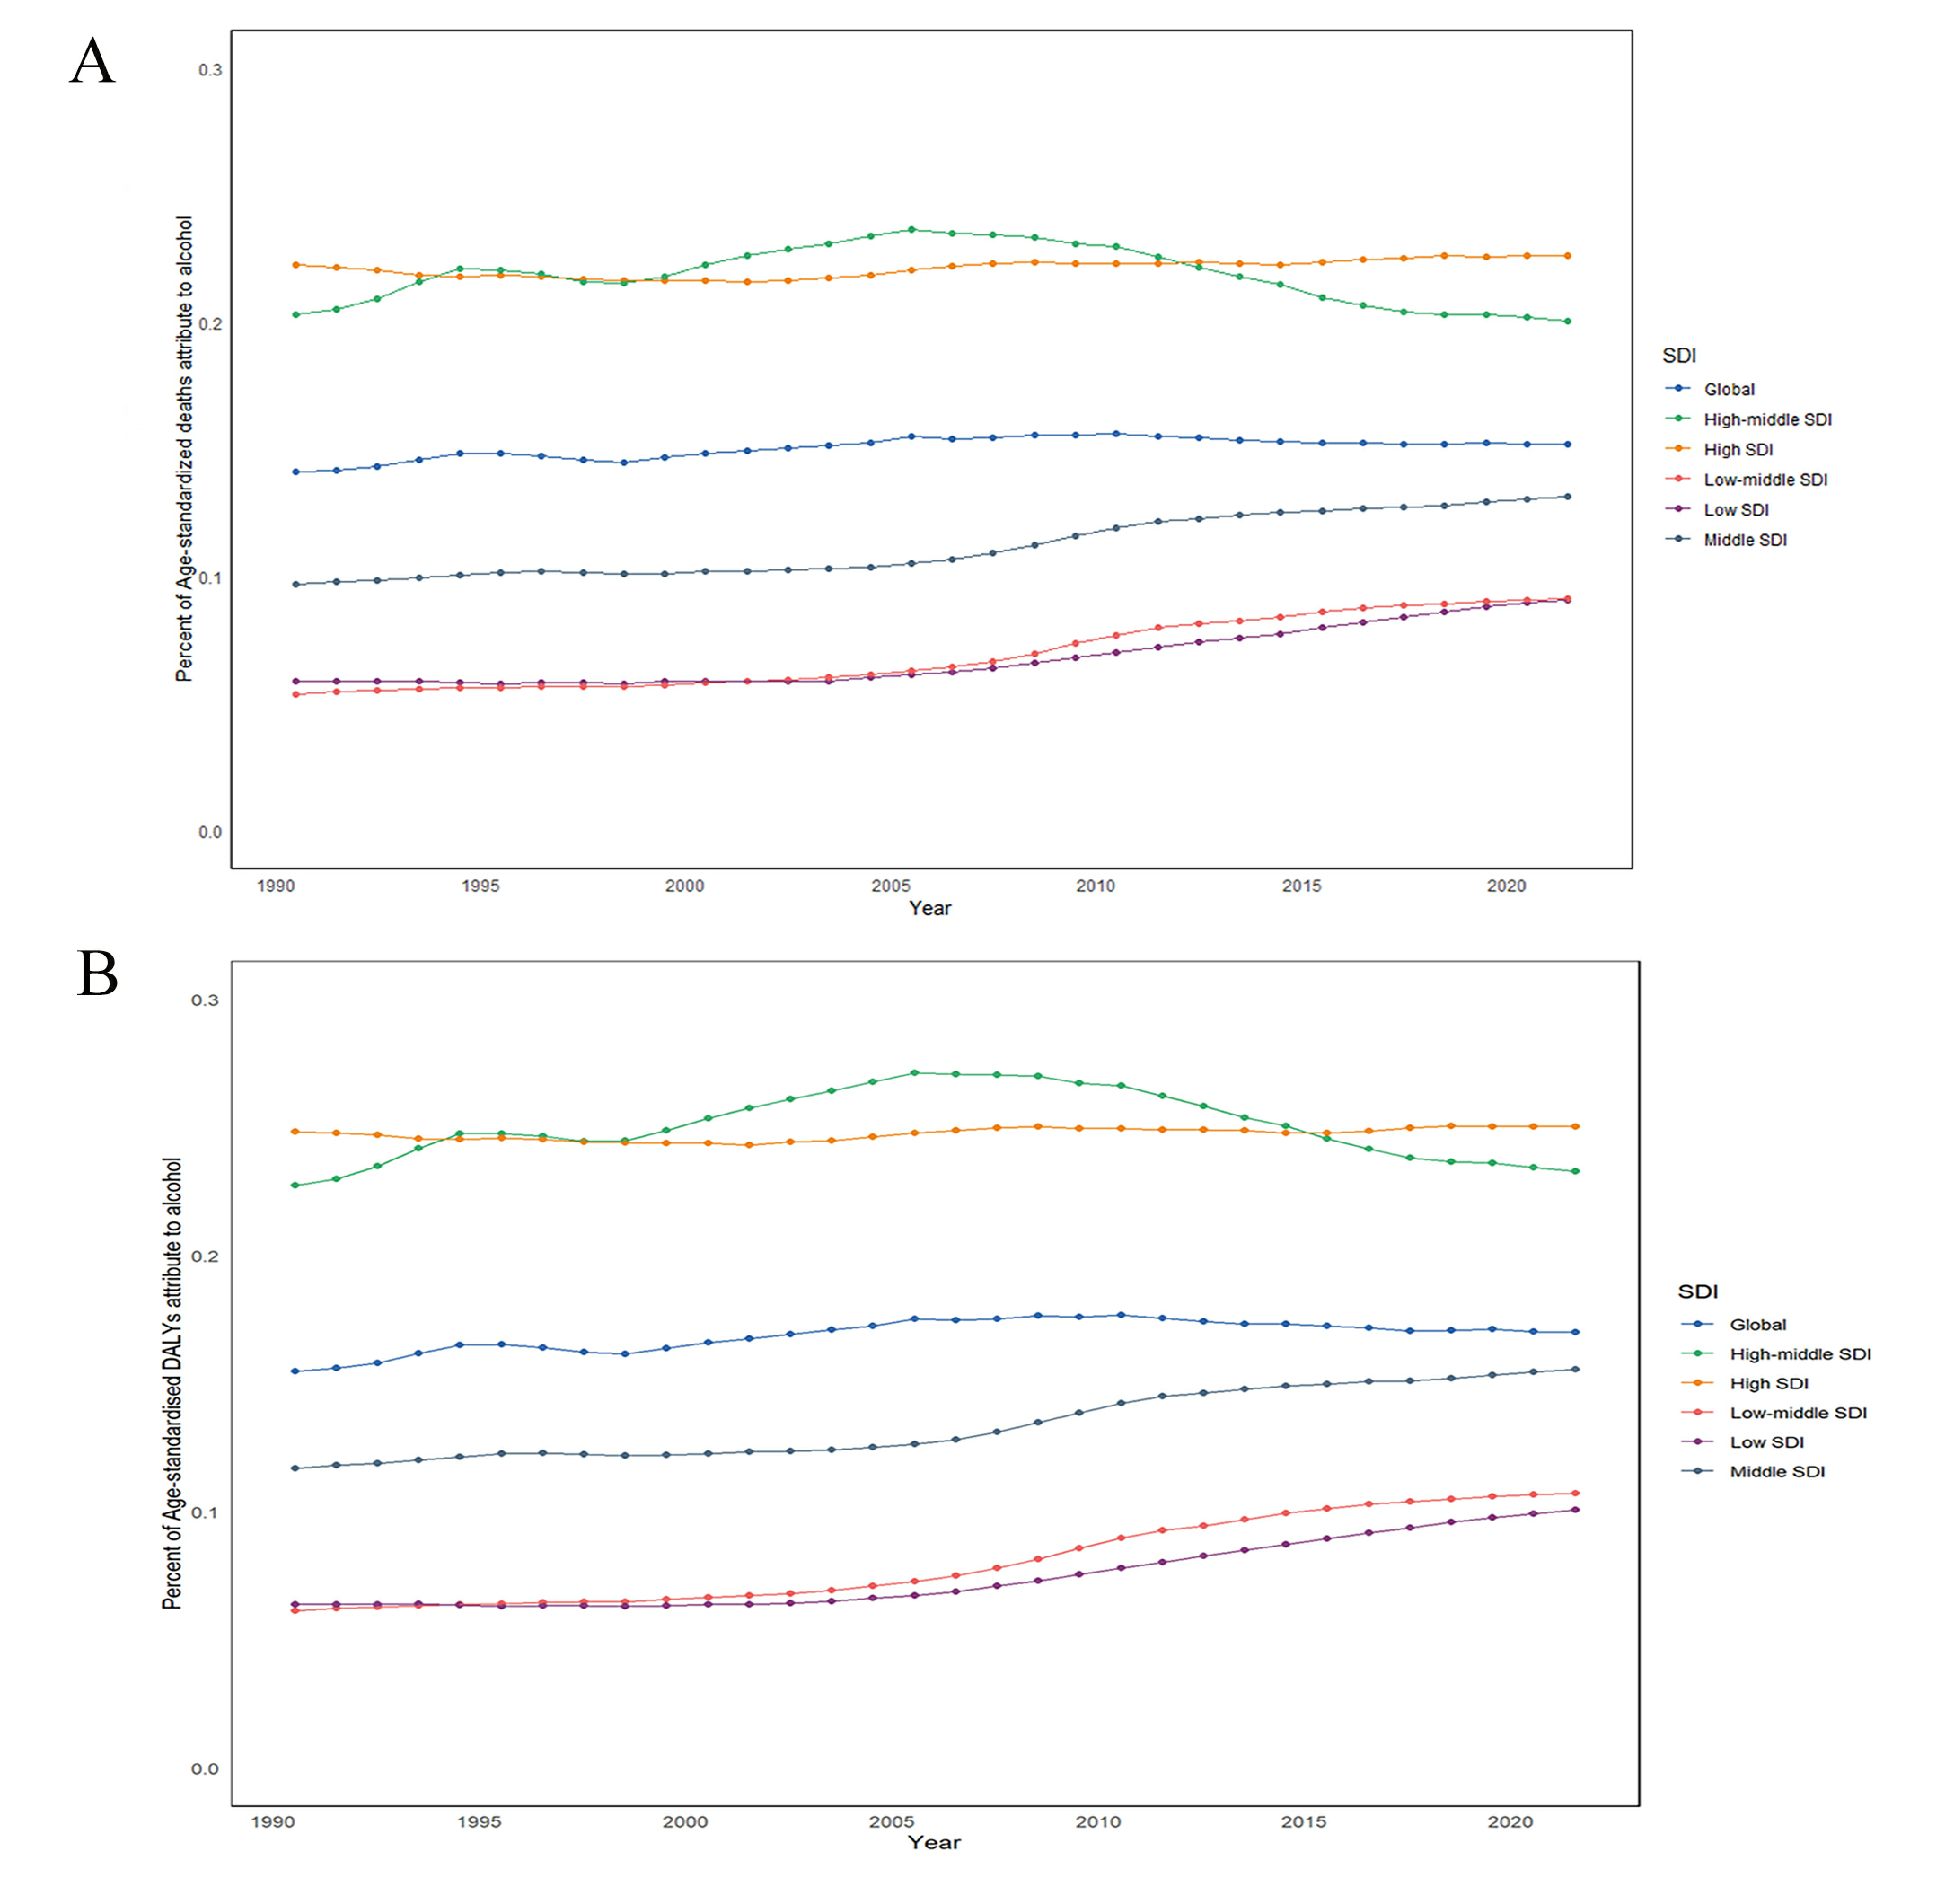 A
0.3
0.2
0.1
0.0
Percent of Age-standardized deaths attribute to alcohol
1990 1995 2000 2005 2010 2015 2020
Year
SDI
Global
High-middle SDI
High SDI
Low-middle SDI
Low SDI
Middle SDI
B
0.3
0.2
0.1
0.0
Percent of Age-standardised DALYs attribute to alcohol
1990 1995 2000 2005 2010 2015 2020
Year
SDI
Global
High-middle SDI
High SDI
Low-middle SDI
Low SDI
Middle SDI